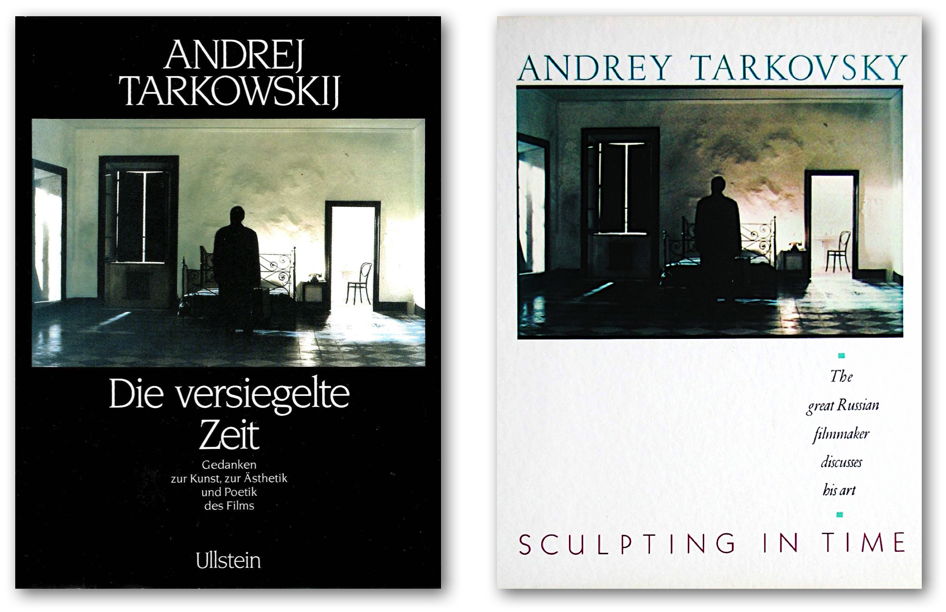 ANDREJ
TARKOWSKIJ
Die versiegelte
Zeit
Gedanken
zur Kunst, zur Ästhetik
und Poetik
des Films
Ullstein
ANDREY TARKOVSKY
The
great Russian
filmmaker
discusses
his art
SCULPTING IN TIME